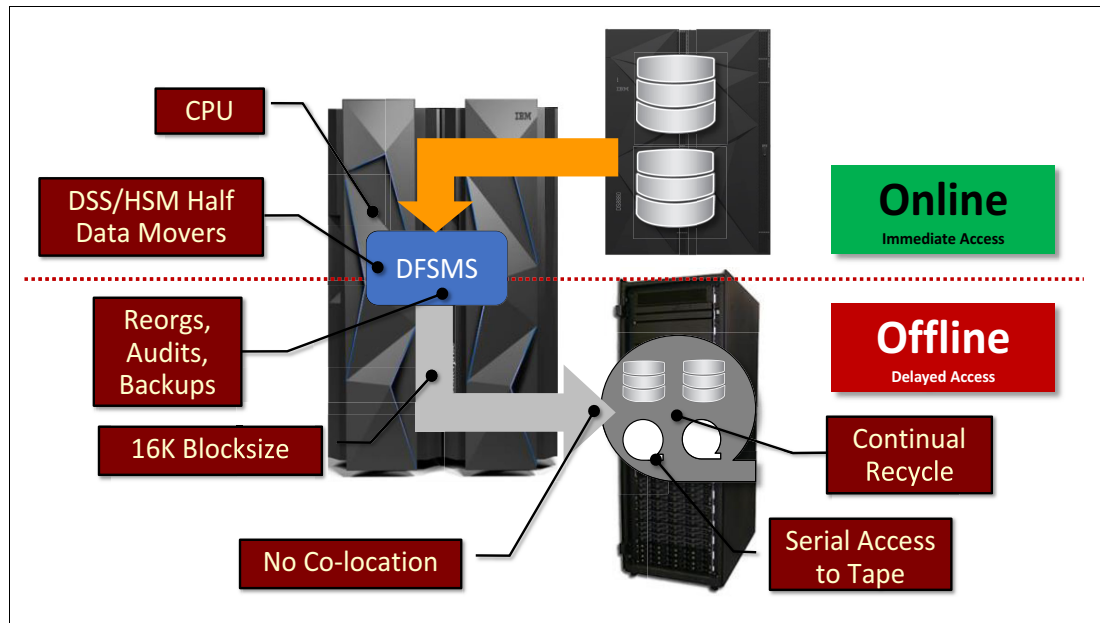 CPU
IBM
IBM
DSS/HSM Half
Data Movers
DFSMS
Online
Immediate Access
Reorgs,
Audits,
Backups
Offline
Delayed Access
16K Blocksize
Continual
Recycle
No Co-location
Serial Access
to Tape